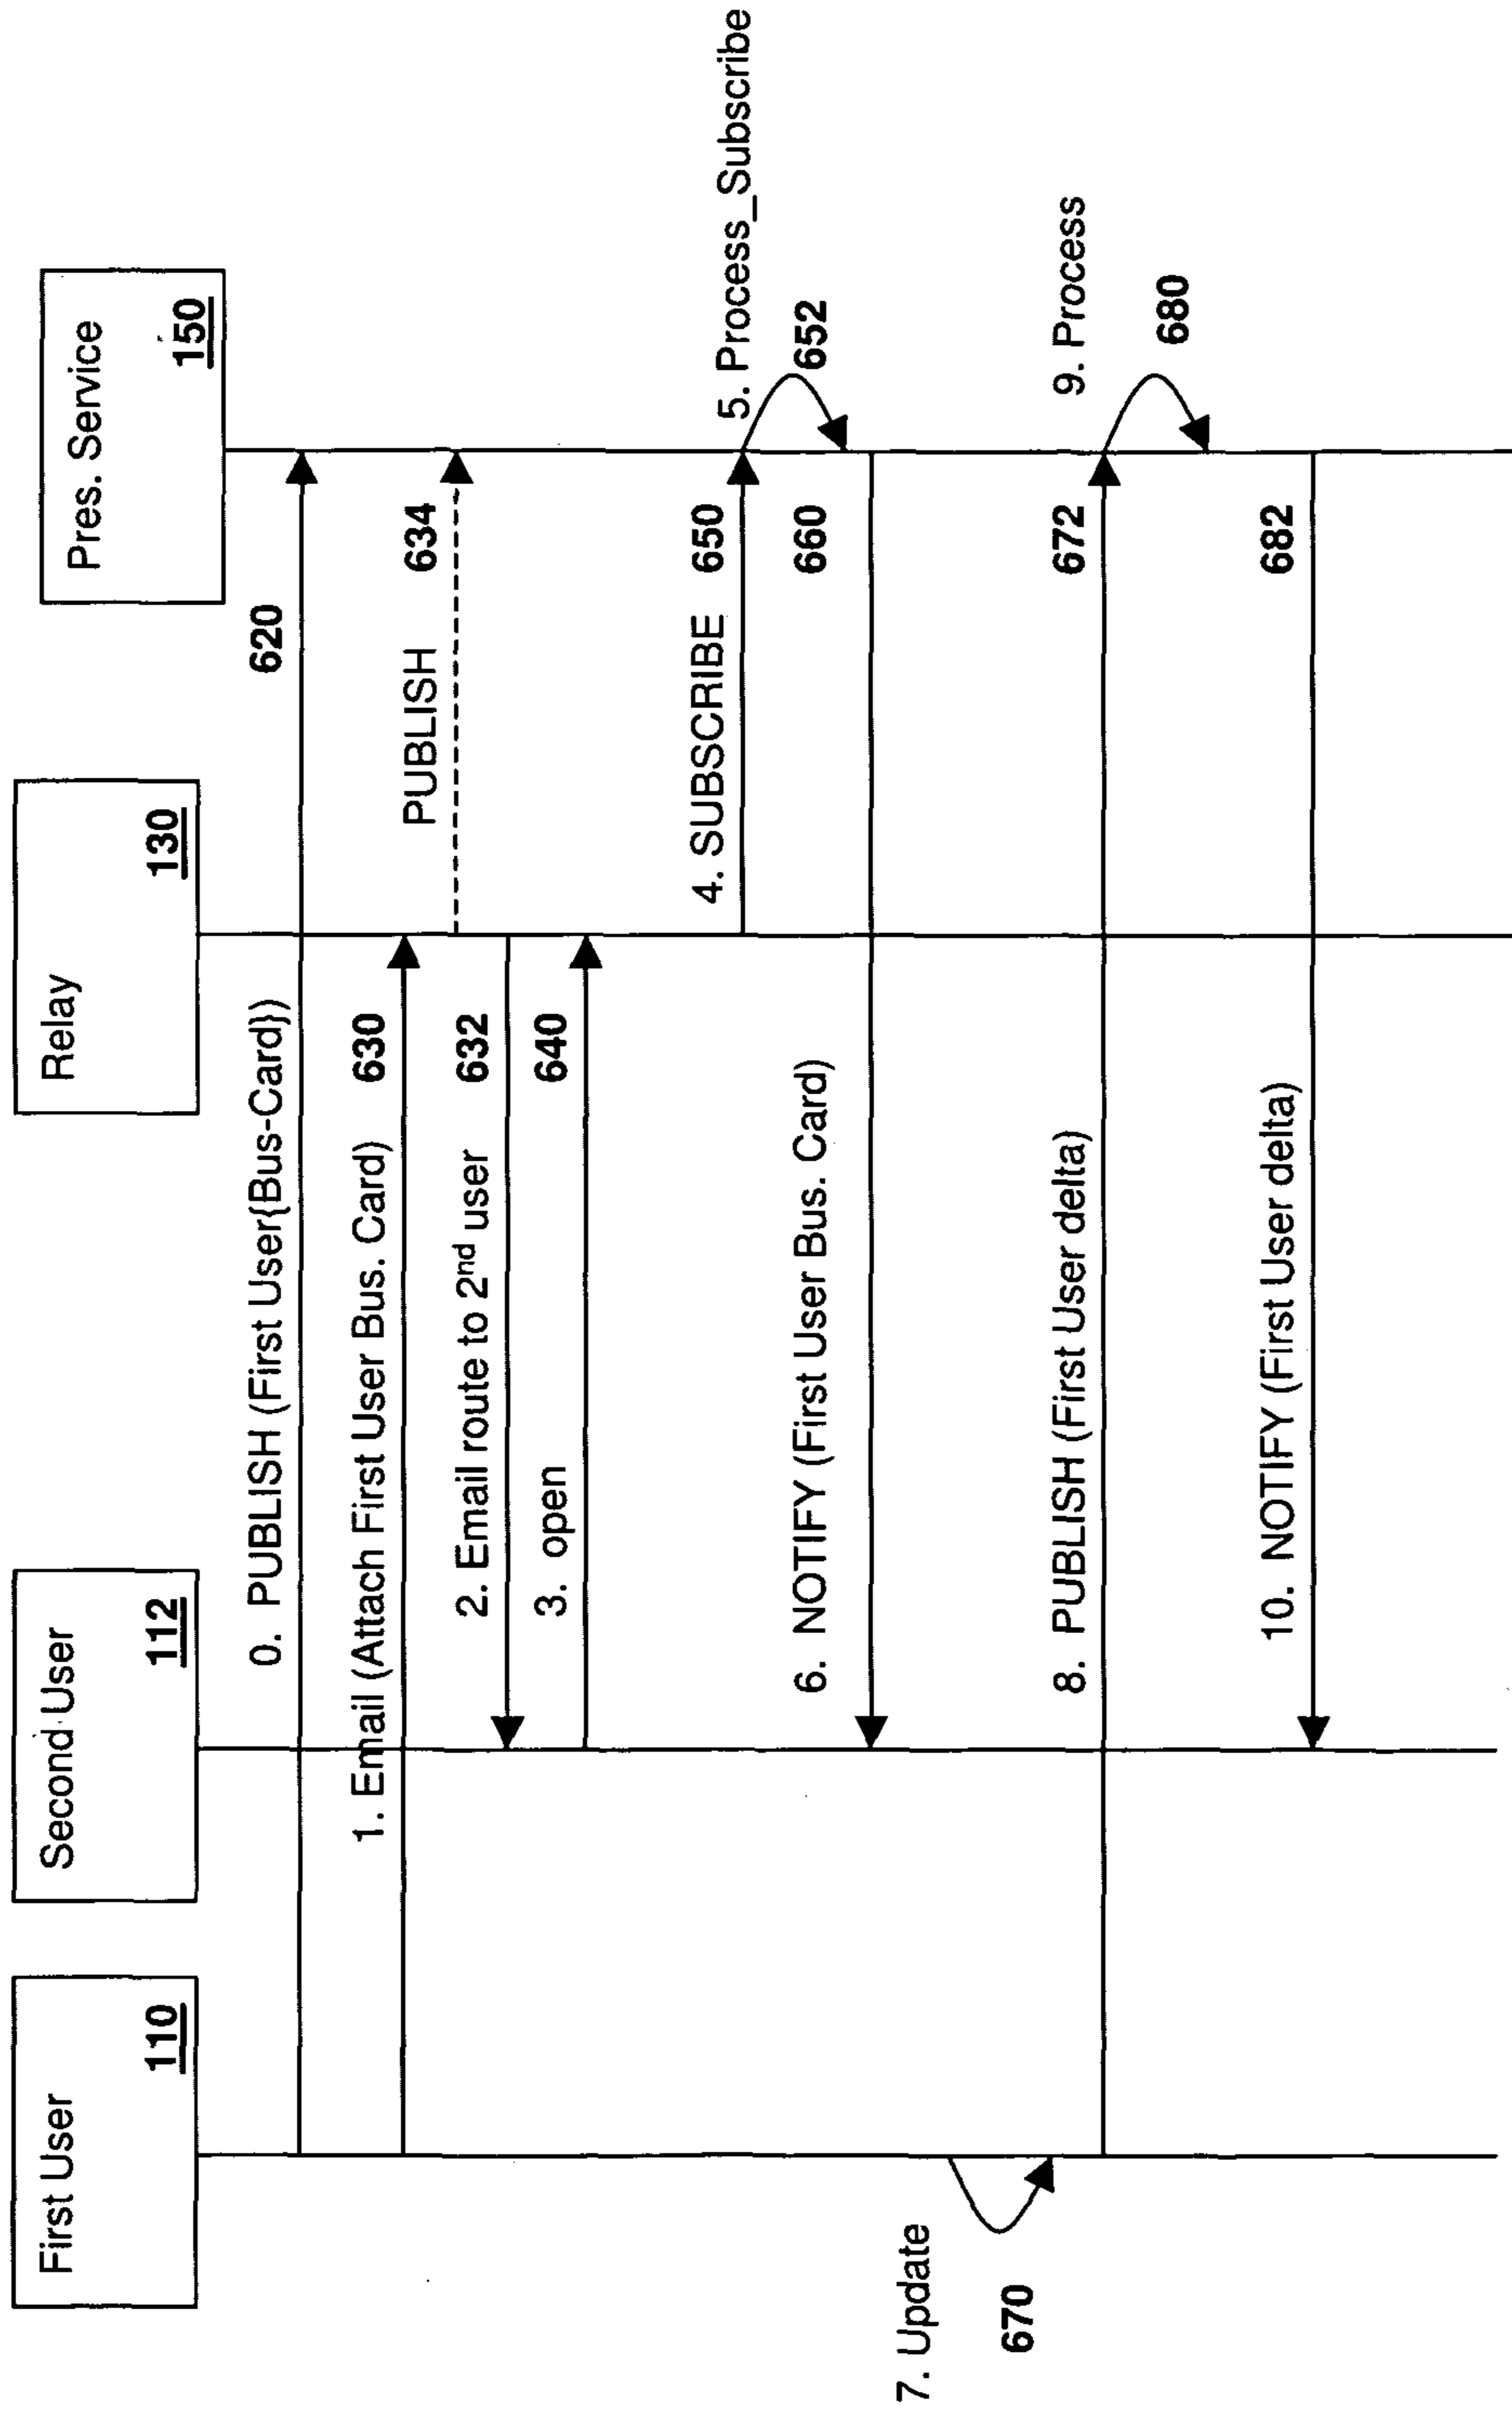 First User
110
Second User
112
Relay
130
Pres. Service
150
0. PUBLISH (First User{Bus-Card})
620
1. Email (Attach First User Bus. Card) 630
PUBLISH 634
2. Email route to 2nd user 632
3. open 640
4. SUBSCRIBE 650
5. Process_Subscribe
652
6. NOTIFY (First User Bus. Card) 660
7. Update
670
8. PUBLISH (First User delta) 672
9. Process
680
10. NOTIFY (First User delta) 682